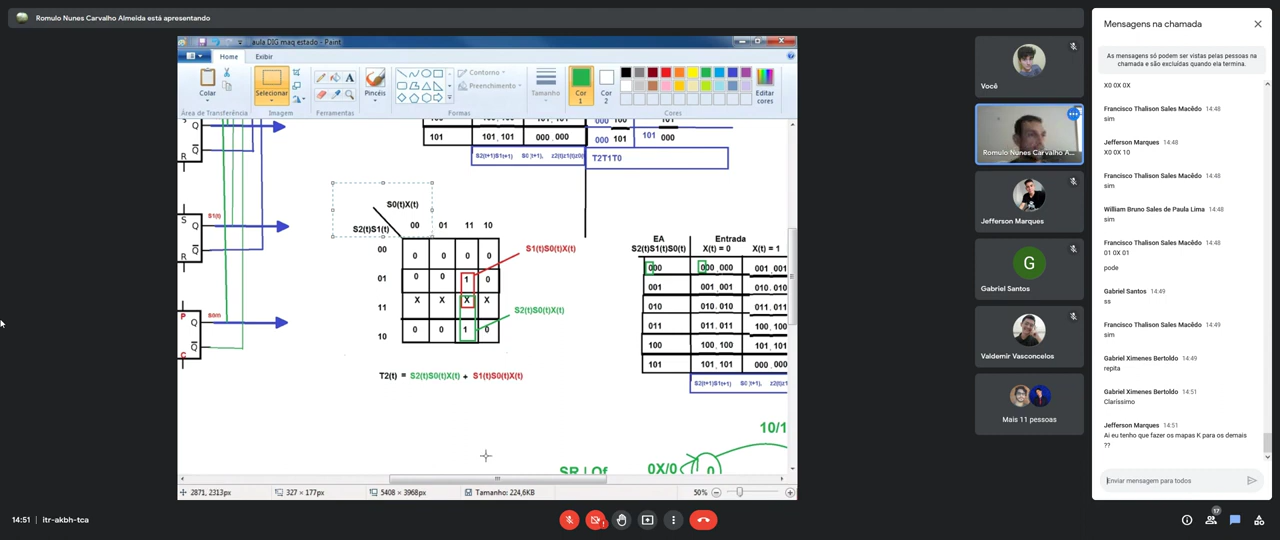 Romulo Nunes Carvalho Almeida está apresentando
aula DIG maq estado - Paint
Home Exibir
Colar
Selecionar
Pincéis
Contorno
Preenchimento
Tamanho
Cor
1
Cor
2
Editar
cores
Área de Transferência
Imagem
Ferramentas
Formas
Cores
000 101
101
101, 101
000, 000
101 000
T2T1T0
S Q
Q
R
S S1(t)
Q
R Q
P S0(t)
Q
C Q
S0(t)X(t)
S2(t)S1(t)
00 01 11 10
00 0 0 0 0
01 0 0 1 0
11 X X X X
10 0 0 1 0
S1(t)S0(t)X(t)
S2(t)S0(t)X(t)
T2(t) = S2(t)S0(t)X(t) + S1(t)S0(t)X(t)
EA Entrada
S2(t)S1(t)S0(t) X(t) = 0 X(t) = 1
000 000, 000 001, 001
001 001, 001 010, 010
010 010, 010 011, 011
011 011, 011 100, 100
100 100, 100 101, 101
101 101, 101 000, 000
10/1
0X/0
0
2871, 2313px
327 × 177px
5408 × 3968px
Tamanho: 224,6KB
50%
Você
Romulo Nunes Carvalho A...
Jefferson Marques
G
Gabriel Santos
Valdemir Vasconcelos
Mais 11 pessoas
Mensagens na chamada
As mensagens só podem ser vistas pelas pessoas na
chamada e são excluídas quando ela termina.
X0 0X 0X
Francisco Thalison Sales Macêdo 14:48
sim
Jefferson Marques 14:48
X0 0X 10
Francisco Thalison Sales Macêdo 14:48
sim
William Bruno Sales de Paula Lima 14:48
sim
Francisco Thalison Sales Macêdo 14:48
01 0X 01
pode
Gabriel Santos 14:49
ss
Francisco Thalison Sales Macêdo 14:49
sim
Gabriel Ximenes Bertoldo 14:49
repita
Gabriel Ximenes Bertoldo 14:51
Claríssimo
Jefferson Marques 14:51
Ai eu tenho que fazer os mapas K para os demais
??
Enviar mensagem para todos
14:51 | itr-akbh-tca
17